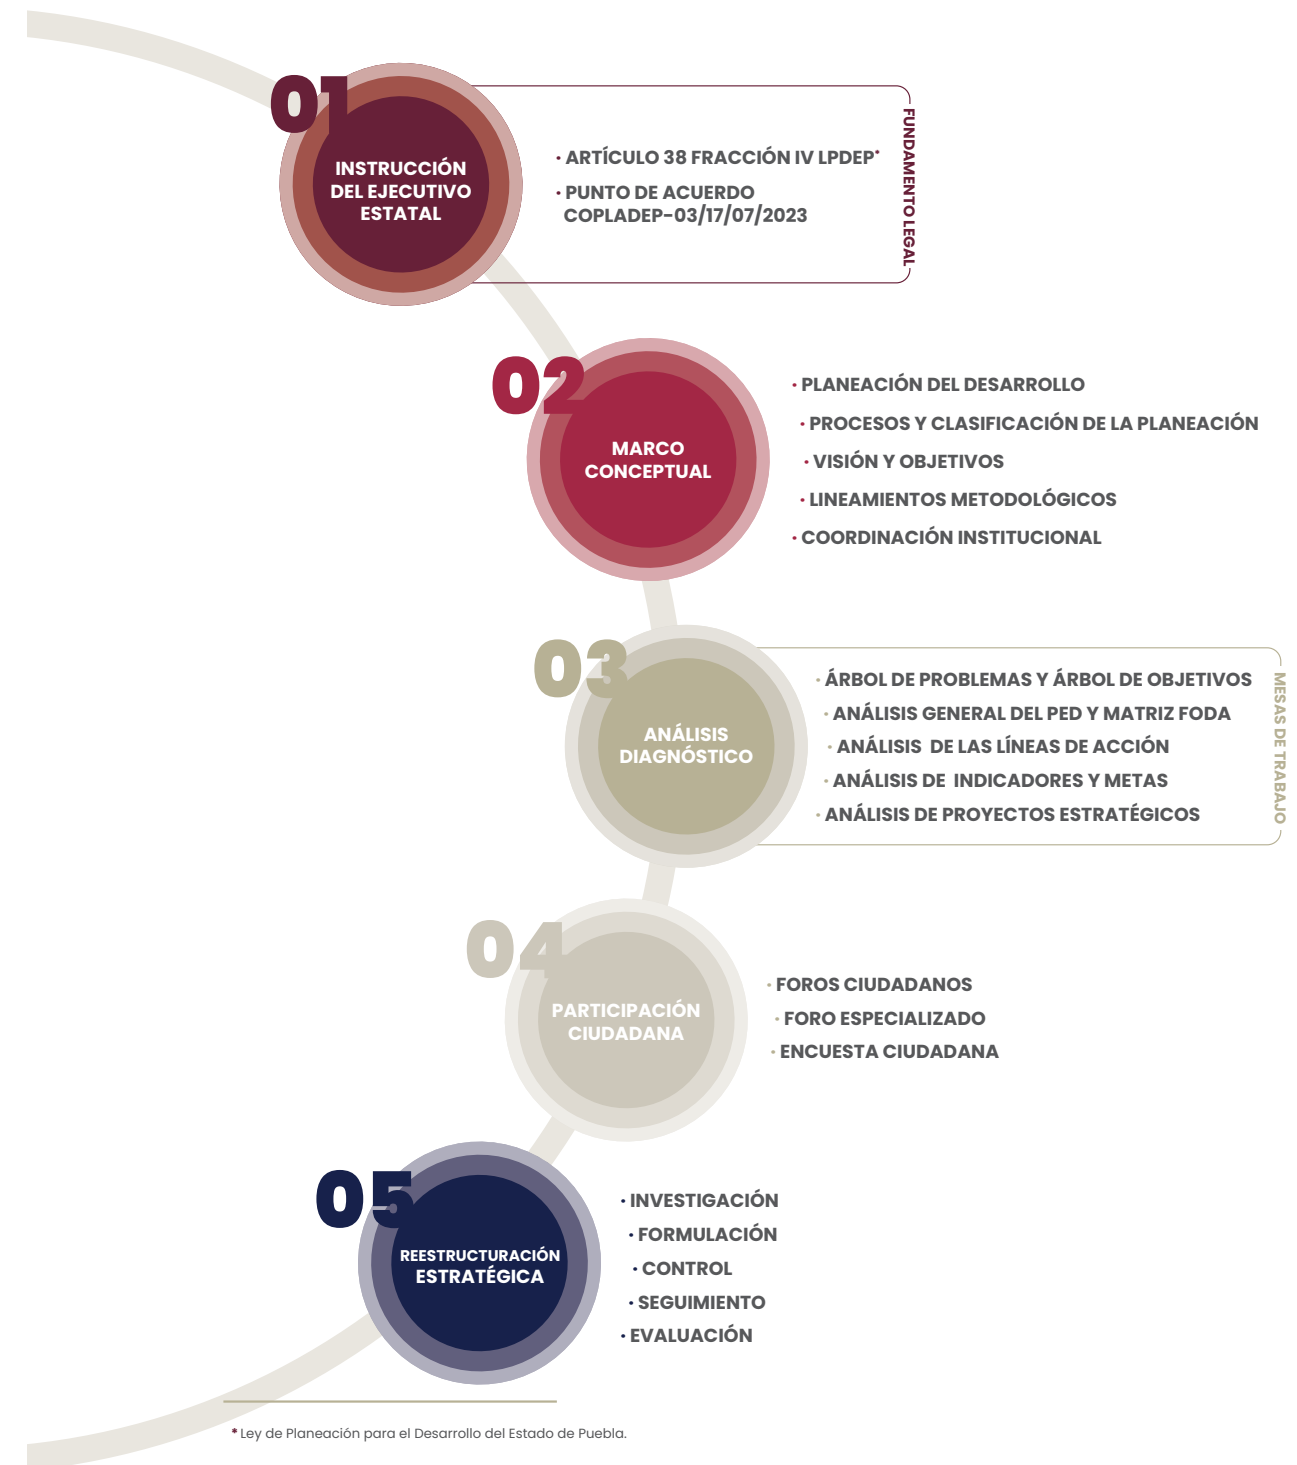 01
INSTRUCCIÓN
DEL EJECUTIVO
ESTATAL
• ARTÍCULO 38 FRACCIÓN IV LPDEP*
• PUNTO DE ACUERDO
COPLADEP-03/17/07/2023
FUNDAMENTO LEGAL
02
MARCO
CONCEPTUAL
• PLANEACIÓN DEL DESARROLLO
• PROCESOS Y CLASIFICACIÓN DE LA PLANEACIÓN
• VISIÓN Y OBJETIVOS
• LINEAMIENTOS METODOLÓGICOS
• COORDINACIÓN INSTITUCIONAL
03
ANÁLISIS
DIAGNÓSTICO
• ÁRBOL DE PROBLEMAS Y ÁRBOL DE OBJETIVOS
• ANÁLISIS GENERAL DEL PED Y MATRIZ FODA
• ANÁLISIS DE LAS LÍNEAS DE ACCIÓN
• ANÁLISIS DE INDICADORES Y METAS
• ANÁLISIS DE PROYECTOS ESTRATÉGICOS
MESAS DE TRABAJO
04
PARTICIPACIÓN
CIUDADANA
• FOROS CIUDADANOS
• FORO ESPECIALIZADO
• ENCUESTA CIUDADANA
05
REESTRUCTURACIÓN
ESTRATÉGICA
• INVESTIGACIÓN
• FORMULACIÓN
• CONTROL
• SEGUIMIENTO
• EVALUACIÓN
* Ley de Planeación para el Desarrollo del Estado de Puebla.